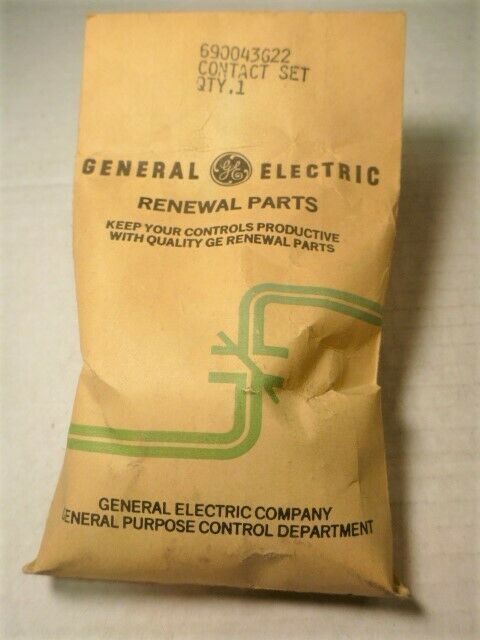 690043G22
CONTACT SET
QTY.1
GENERAL GE ELECTRIC
RENEWAL PARTS
KEEP YOUR CONTROLS PRODUCTIVE
WITH QUALITY GE RENEWAL PARTS
GENERAL ELECTRIC COMPANY
GENERAL PURPOSE CONTROL DEPARTMENT